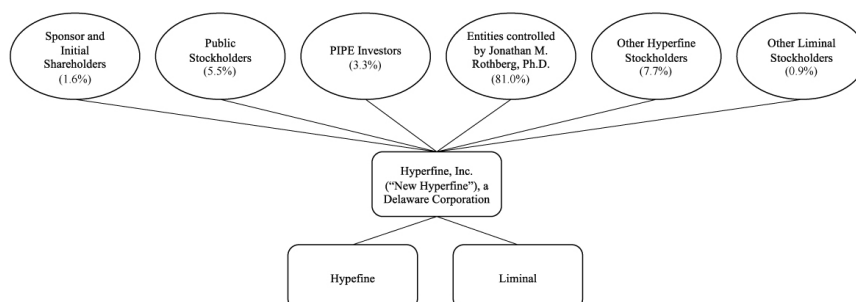 Sponsor and
Initial
Shareholders
(1.6%)
Public
Stockholders
(5.5%)
PIPE Investors
(3.3%)
Entities controlled
by Jonathan M.
Rothberg, Ph.D.
(81.0%)
Other Hyperfine
Stockholders
(7.7%)
Other Liminal
Stockholders
(0.9%)
Hyperfine, Inc.
(“New Hyperfine”), a
Delaware Corporation
Hypefine
Liminal